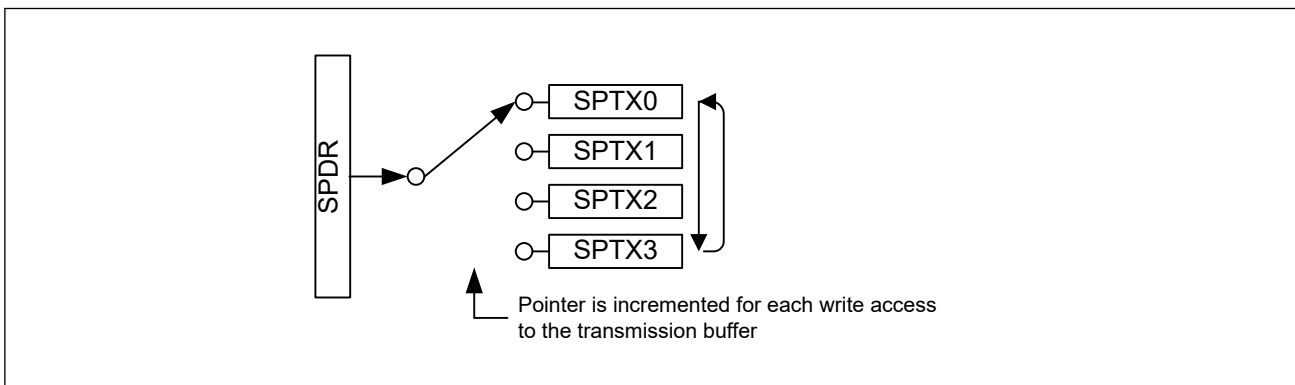 SPDR
SPTX0
SPTX1
SPTX2
SPTX3
Pointer is incremented for each write access
to the transmission buffer